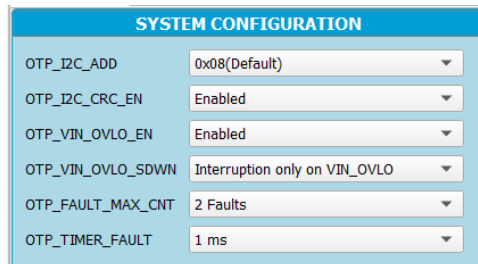 SYSTEM CONFIGURATION
OTP_I2C_ADD 0x08(Default)
OTP_I2C_CRC_EN Enabled
OTP_VIN_OVLO_EN Enabled
OTP_VIN_OVLO_SDWN Interruption only on VIN_OVLO
OTP_FAULT_MAX_CNT 2 Faults
OTP_TIMER_FAULT 1 ms